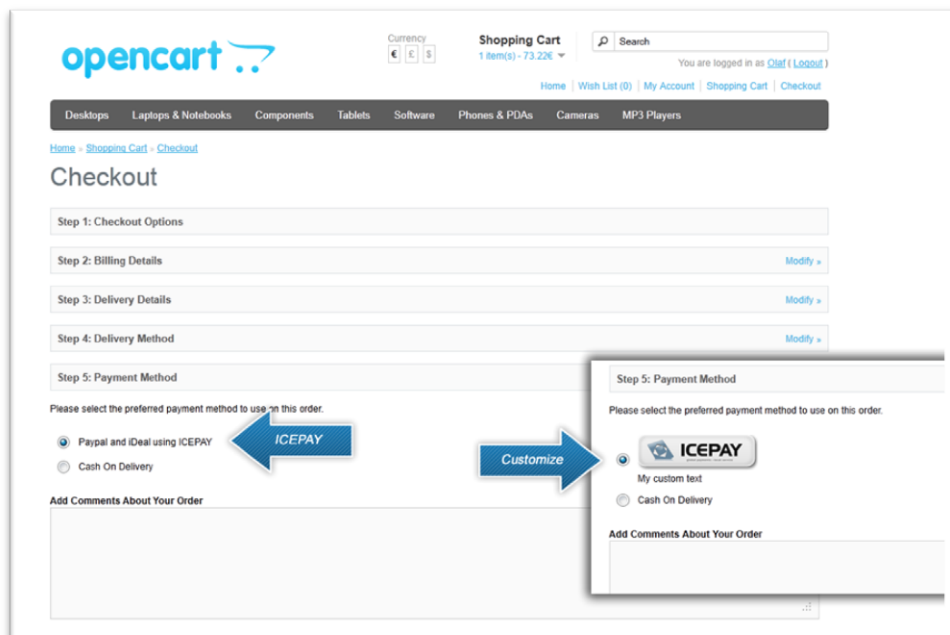 opencart
Currency
€ £ $
Shopping Cart
1 item(s) - 73.22€
Search
You are logged in as Olaf ( Logout )
Home | Wish List (0) | My Account | Shopping Cart | Checkout
Desktops Laptops & Notebooks Components Tablets Software Phones & PDAs Cameras MP3 Players
Home » Shopping Cart » Checkout
Checkout
Step 1: Checkout Options
Step 2: Billing Details Modify »
Step 3: Delivery Details Modify »
Step 4: Delivery Method Modify »
Step 5: Payment Method
Please select the preferred payment method to use on this order.
Paypal and iDeal using ICEPAY
ICEPAY
Cash On Delivery
Add Comments About Your Order
Customize
Step 5: Payment Method
Please select the preferred payment method to use on this order.
ICEPAY
My custom text
Cash On Delivery
Add Comments About Your Order